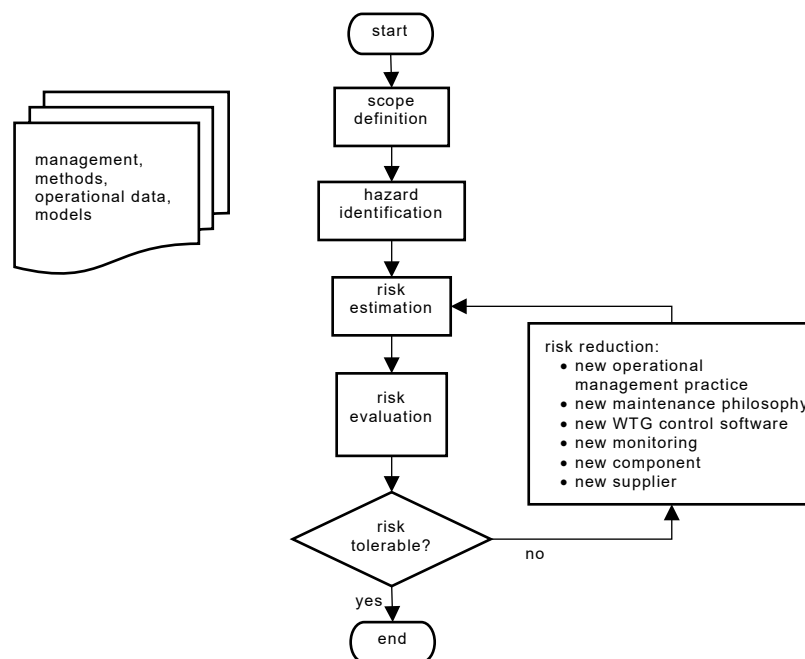 start
scope
definition
management,
methods,
operational data,
models
hazard
identification
risk
estimation
risk reduction:
• new operational
management practice
• new maintenance philosophy
• new WTG control software
• new monitoring
• new component
• new supplier
risk
evaluation
risk
tolerable?
no
yes
end